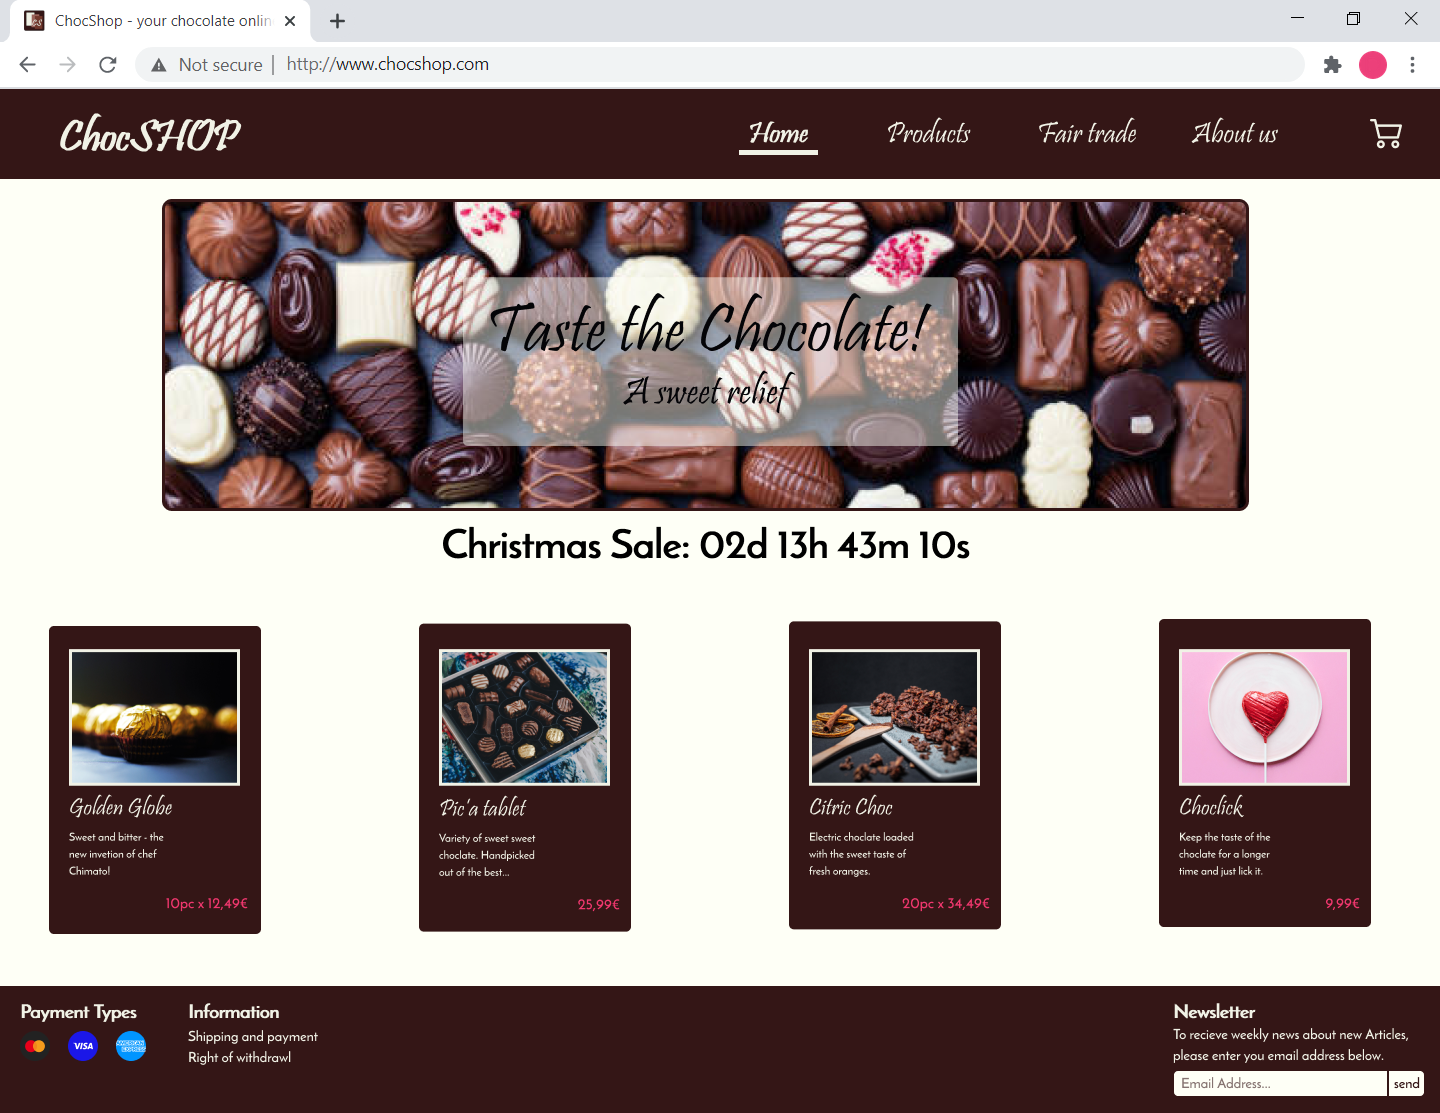 ChocShop - your chocolate onlin
Not secure | http://www.chocshop.com
ChocSHOP
Home Products Fair trade About us
Taste the Chocolate!
A sweet relief
Christmas Sale: 02d 13h 43m 10s
Golden Globe
Sweet and bitter - the
new invetion of chef
Chimato!
10pc x 12,49€
Pic'a tablet
Variety of sweet sweet
choclate. Handpicked
out of the best...
25,99€
Citric Choc
Electric choclate loaded
with the sweet taste of
fresh oranges.
20pc x 34,49€
Choclick
Keep the taste of the
choclate for a longer
time and just lick it.
9,99€
Payment Types
VISA
AMERICAN
EXPRESS
Information
Shipping and payment
Right of withdrawl
Newsletter
To recieve weekly news about new Articles,
please enter you email address below.
Email Address... send